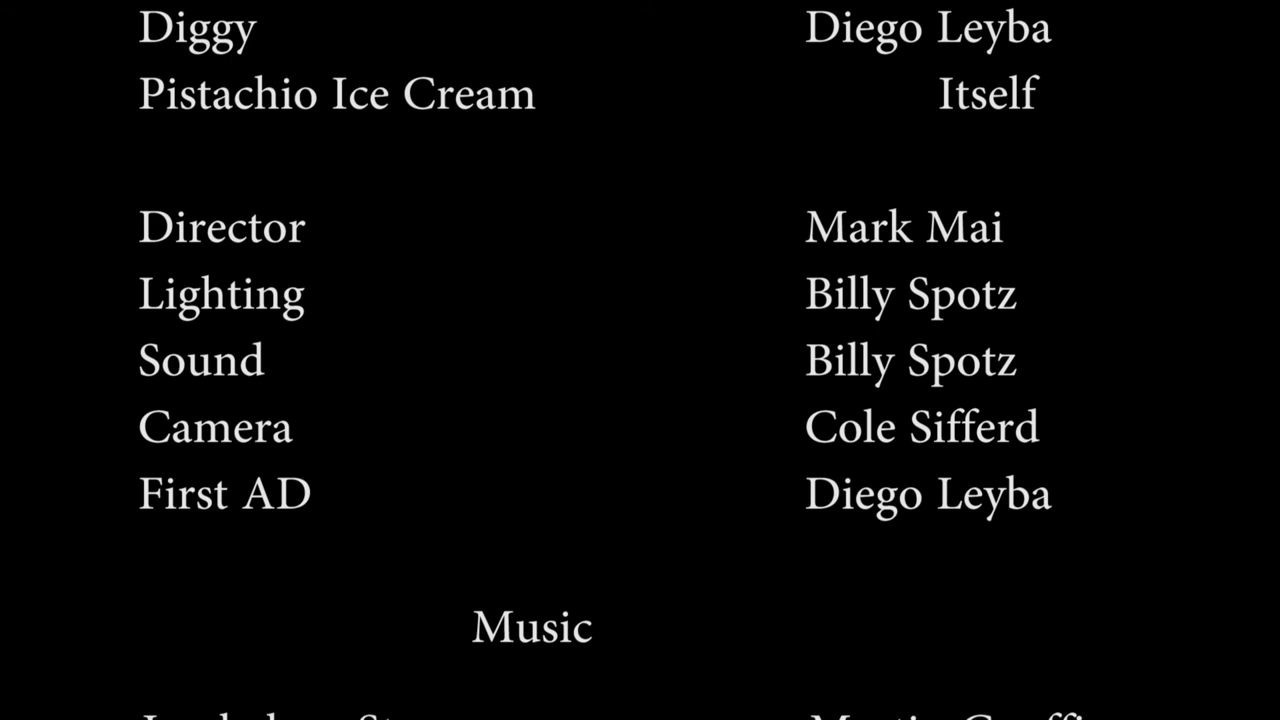 Diggy Diego Leyba
Pistachio Ice Cream Itself
Director Mark Mai
Lighting Billy Spotz
Sound Billy Spotz
Camera Cole Sifferd
First AD Diego Leyba
Music